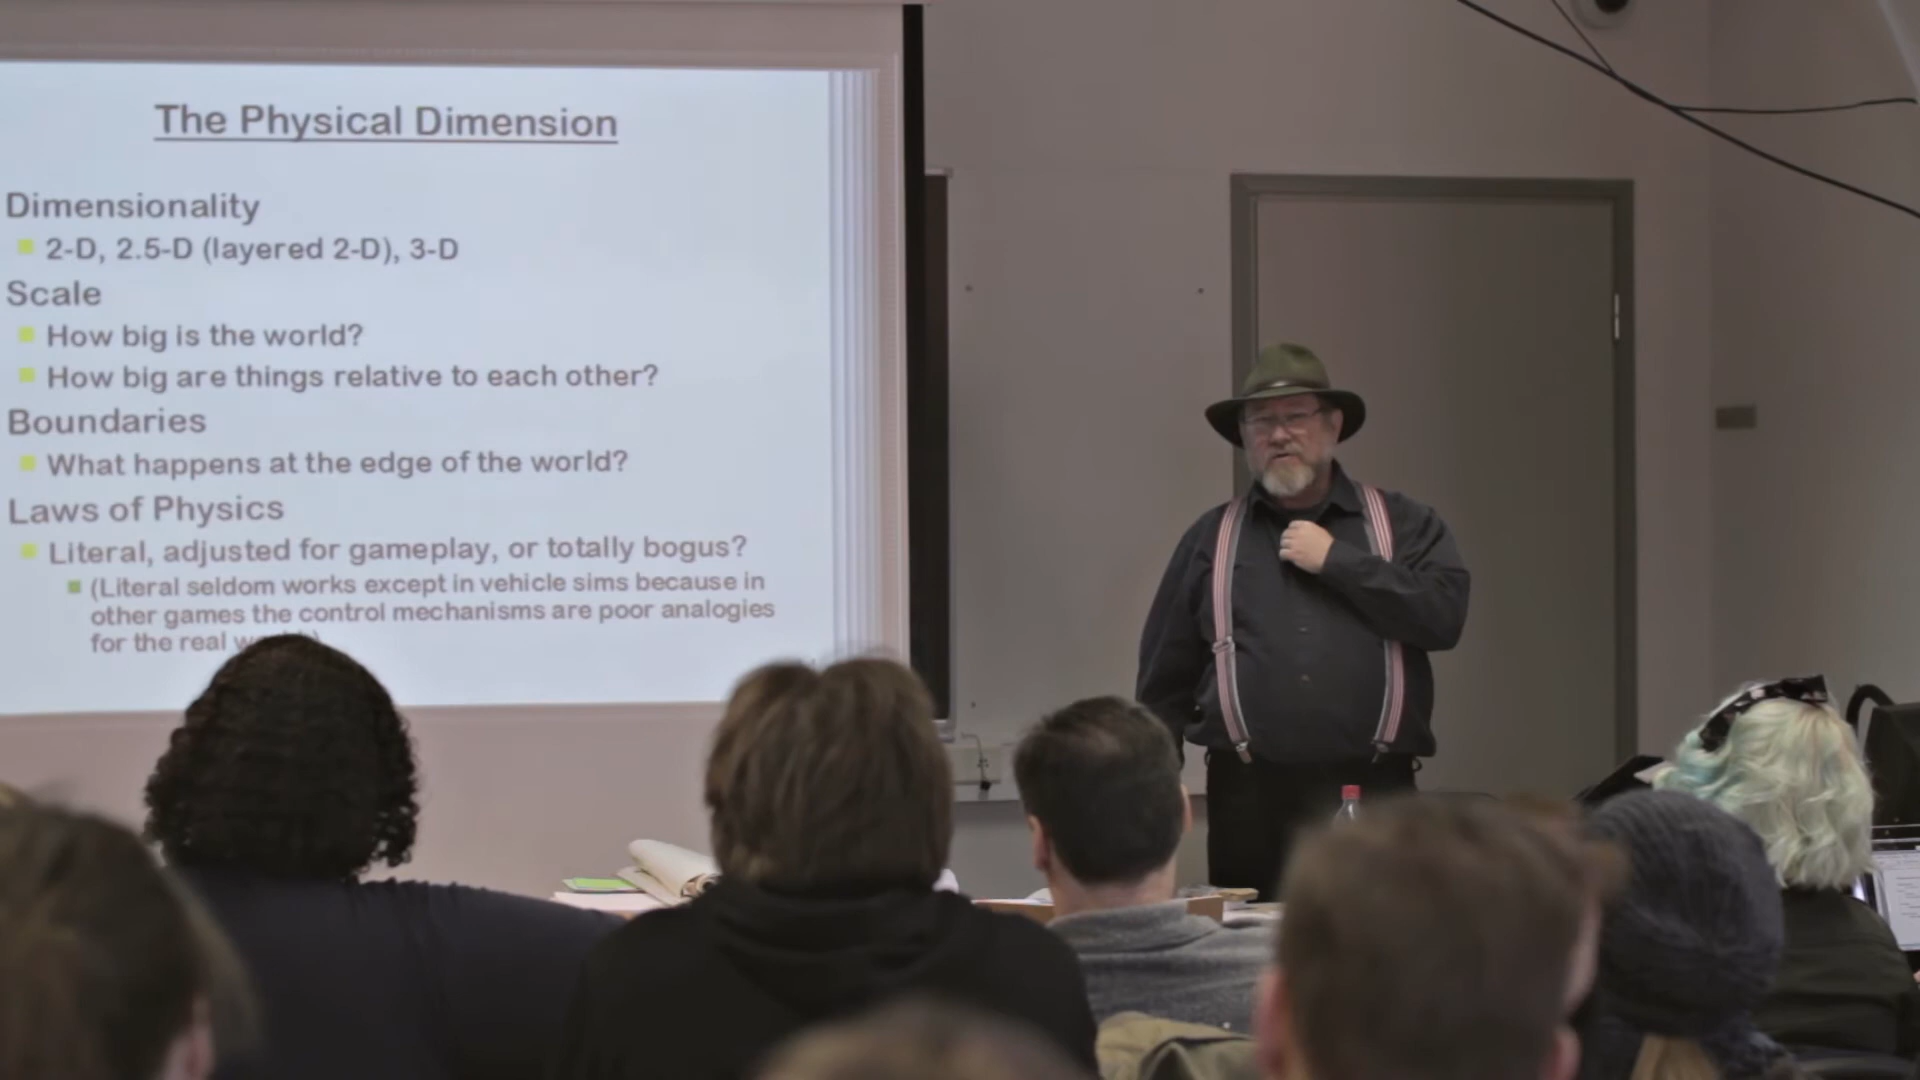 The Physical Dimension
Dimensionality
2-D, 2.5-D (layered 2-D), 3-D
Scale
How big is the world?
How big are things relative to each other?
Boundaries
What happens at the edge of the world?
Laws of Physics
Literal, adjusted for gameplay, or totally bogus?
(Literal seldom works except in vehicle sims because in
other games the control mechanisms are poor analogies
for the real